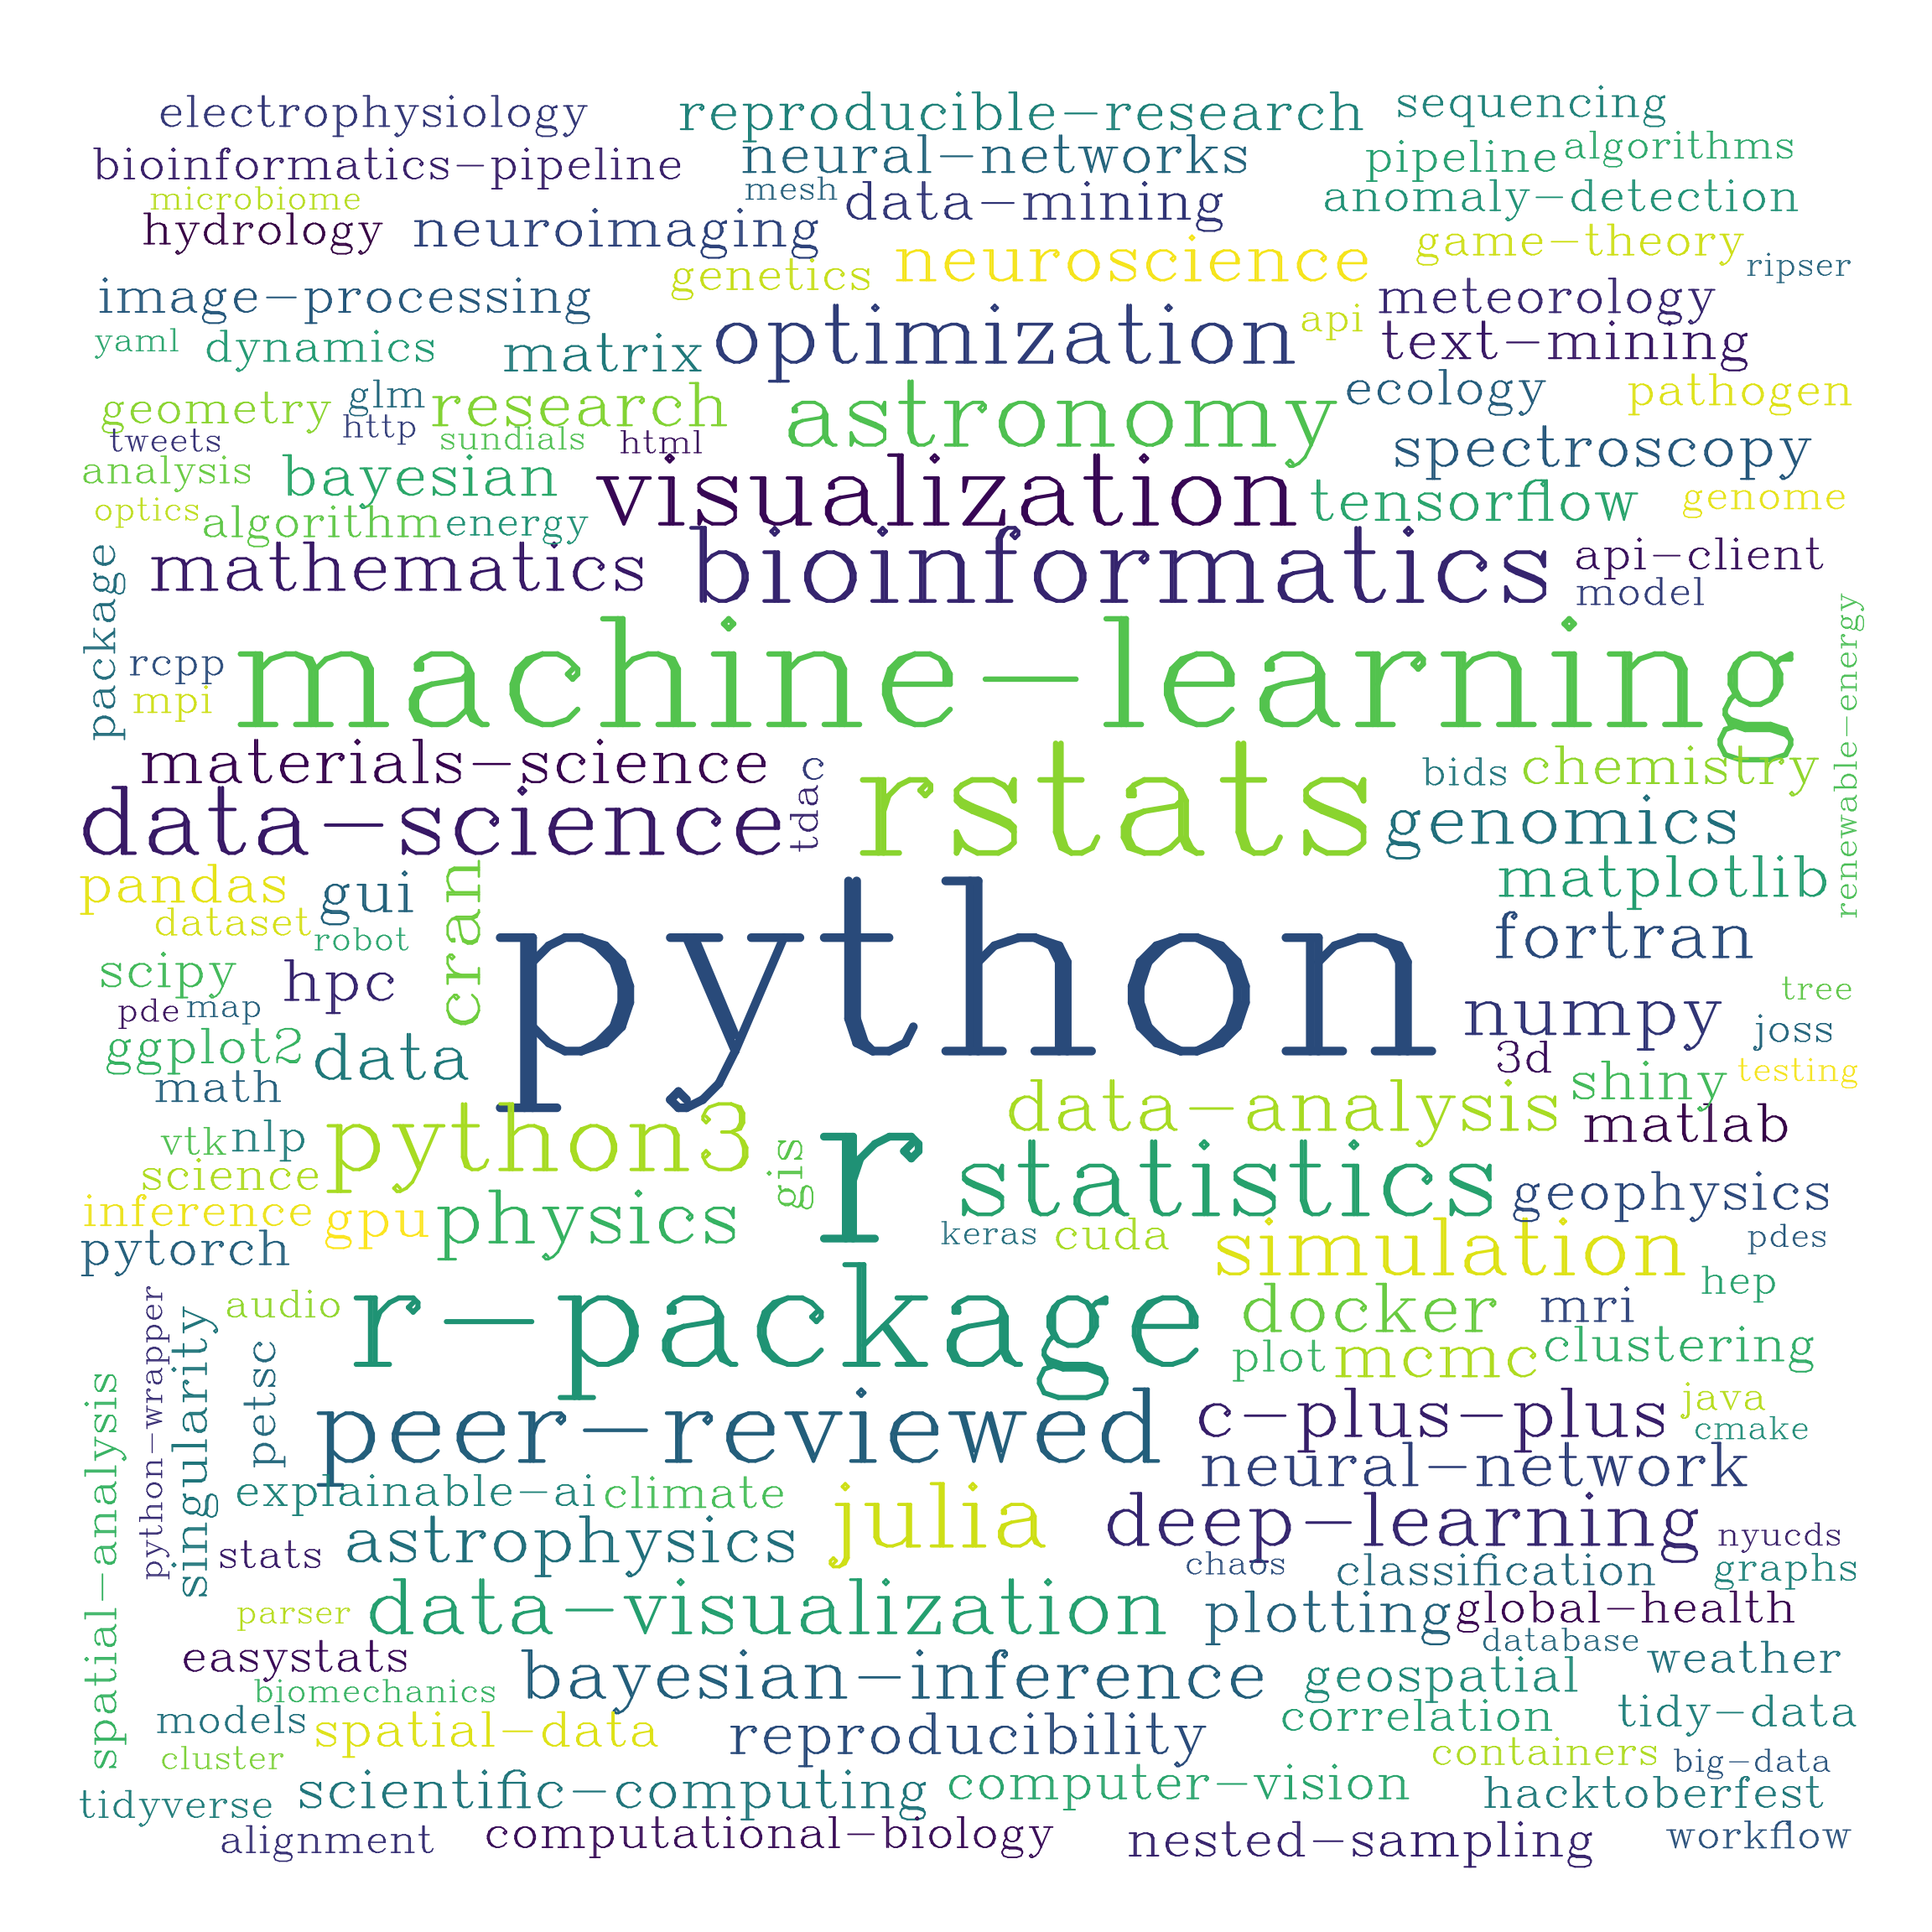 electrophysiology
reproducible-research
sequencing
bioinformatics-pipeline
neural-networks
pipeline
algorithms
microbiome
mesh
data-mining
anomaly-detection
hydrology
neuroimaging
neuroscience
game-theory
ripser
genetics
image-processing
meteorology
yaml
dynamics
matrix
optimization
api
text-mining
geometry
glm
research
astronomy
ecology
pathogen
tweets
http
sundials
html
spectroscopy
analysis
bayesian
visualization
tensorflow
genome
optics
algorithm
energy
mathematics
bioinformatics
api-client
model
package
rcpp
machine-learning
renewable-energy
mpi
materials-science
tdac
rstats
bids
chemistry
data-science
genomics
pandas
gui
cran
matplotlib
dataset
robot
python
fortran
scipy
hpc
tree
pde
map
numpy
joss
ggplot2
data
3d
testing
math
shiny
data-analysis
matlab
vtk
nlp
python3
gis
r
statistics
science
geophysics
inference
gpu
physics
keras
cuda
simulation
pdes
pytorch
hep
python-wrapper
singularity
audio
r-package
docker
mri
petsc
plot
mcmc
clustering
spatial-analysis
peer-reviewed
c-plus-plus
java
cmake
neural-network
explainable-ai
climate
julia
deep-learning
nyucds
stats
astrophysics
chaos
classification
graphs
parser
data-visualization
plotting
global-health
database
easystats
bayesian-inference
geospatial
weather
biomechanics
models
spatial-data
reproducibility
correlation
tidy-data
cluster
containers
big-data
tidyverse
scientific-computing
computer-vision
hacktoberfest
alignment
computational-biology
nested-sampling
workflow